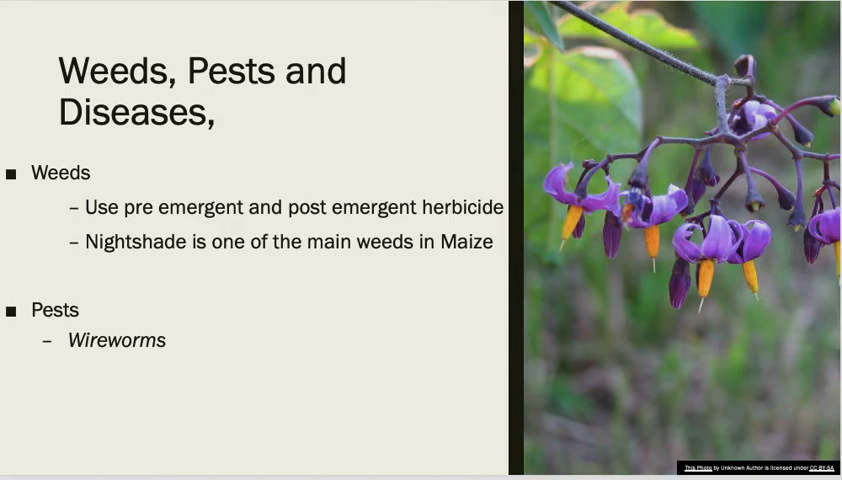 Weeds, Pests and
Diseases,
■ Weeds
– Use pre emergent and post emergent herbicide
– Nightshade is one of the main weeds in Maize
■ Pests
– Wireworms
This Photo by Unknown Author is licensed under CC BY-SA